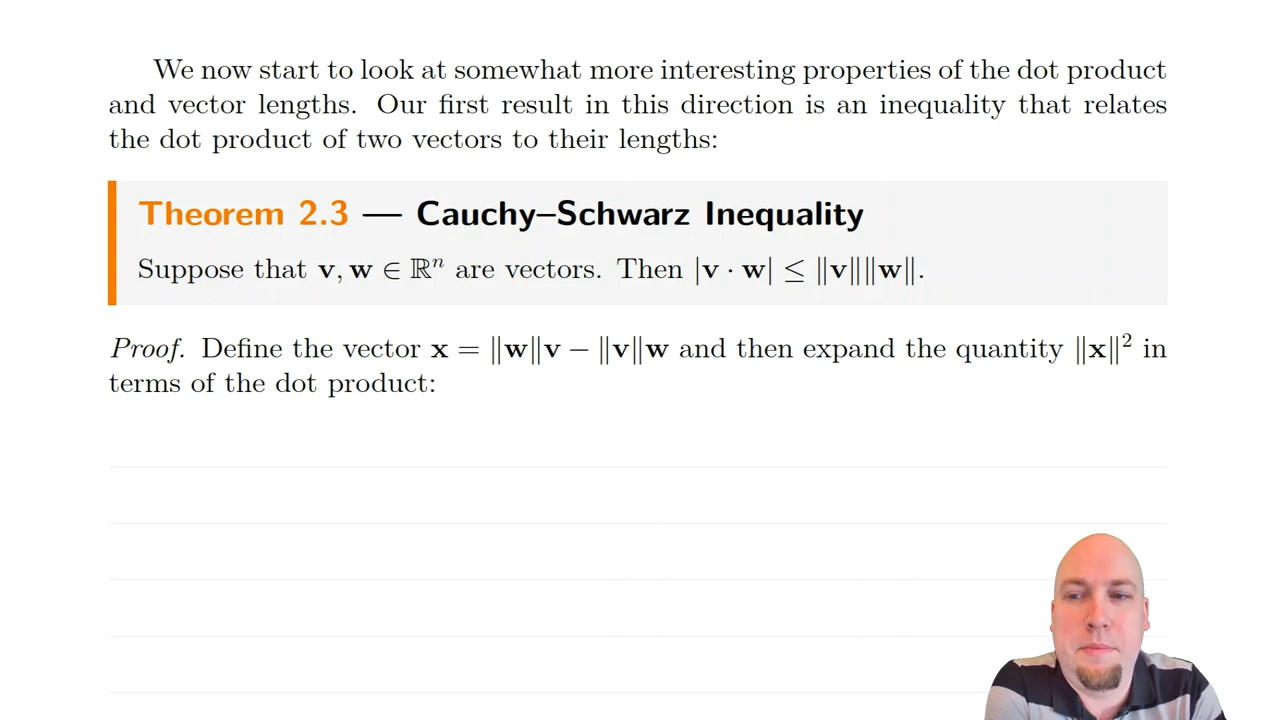 We now start to look at somewhat more interesting properties of the dot product
and vector lengths. Our first result in this direction is an inequality that relates
the dot product of two vectors to their lengths:
Theorem 2.3 — Cauchy–Schwarz Inequality
Suppose that v, w ∈ ℝⁿ are vectors. Then |v · w| ≤ ‖v‖‖w‖.
Proof. Define the vector x = ‖w‖v − ‖v‖w and then expand the quantity ‖x‖² in
terms of the dot product: